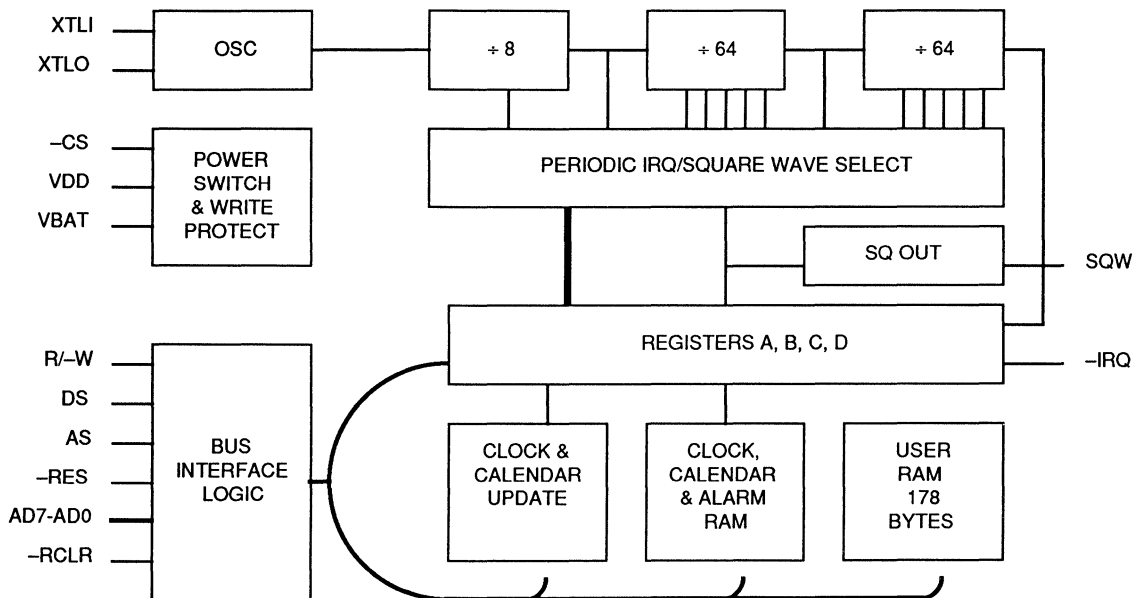 XTLI
XTLO
OSC
÷ 8
÷ 64
÷ 64
–CS
VDD
VBAT
POWER
SWITCH
& WRITE
PROTECT
PERIODIC IRQ/SQUARE WAVE SELECT
SQ OUT
SQW
REGISTERS A, B, C, D
–IRQ
R/–W
DS
AS
–RES
AD7-AD0
–RCLR
BUS
INTERFACE
LOGIC
CLOCK &
CALENDAR
UPDATE
CLOCK,
CALENDAR
& ALARM
RAM
USER
RAM
178
BYTES